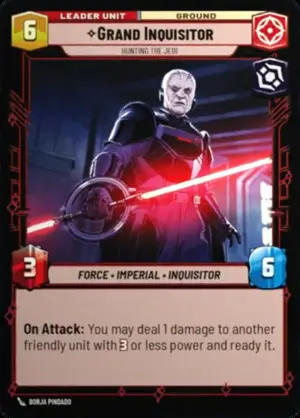 LEADER UNIT GROUND
6
GRAND INQUISITOR
HUNTING THE JEDI
3
FORCE • IMPERIAL • INQUISITOR
6
On Attack: You may deal 1 damage to another
friendly unit with 3 or less power and ready it.
BORJA PINDADO